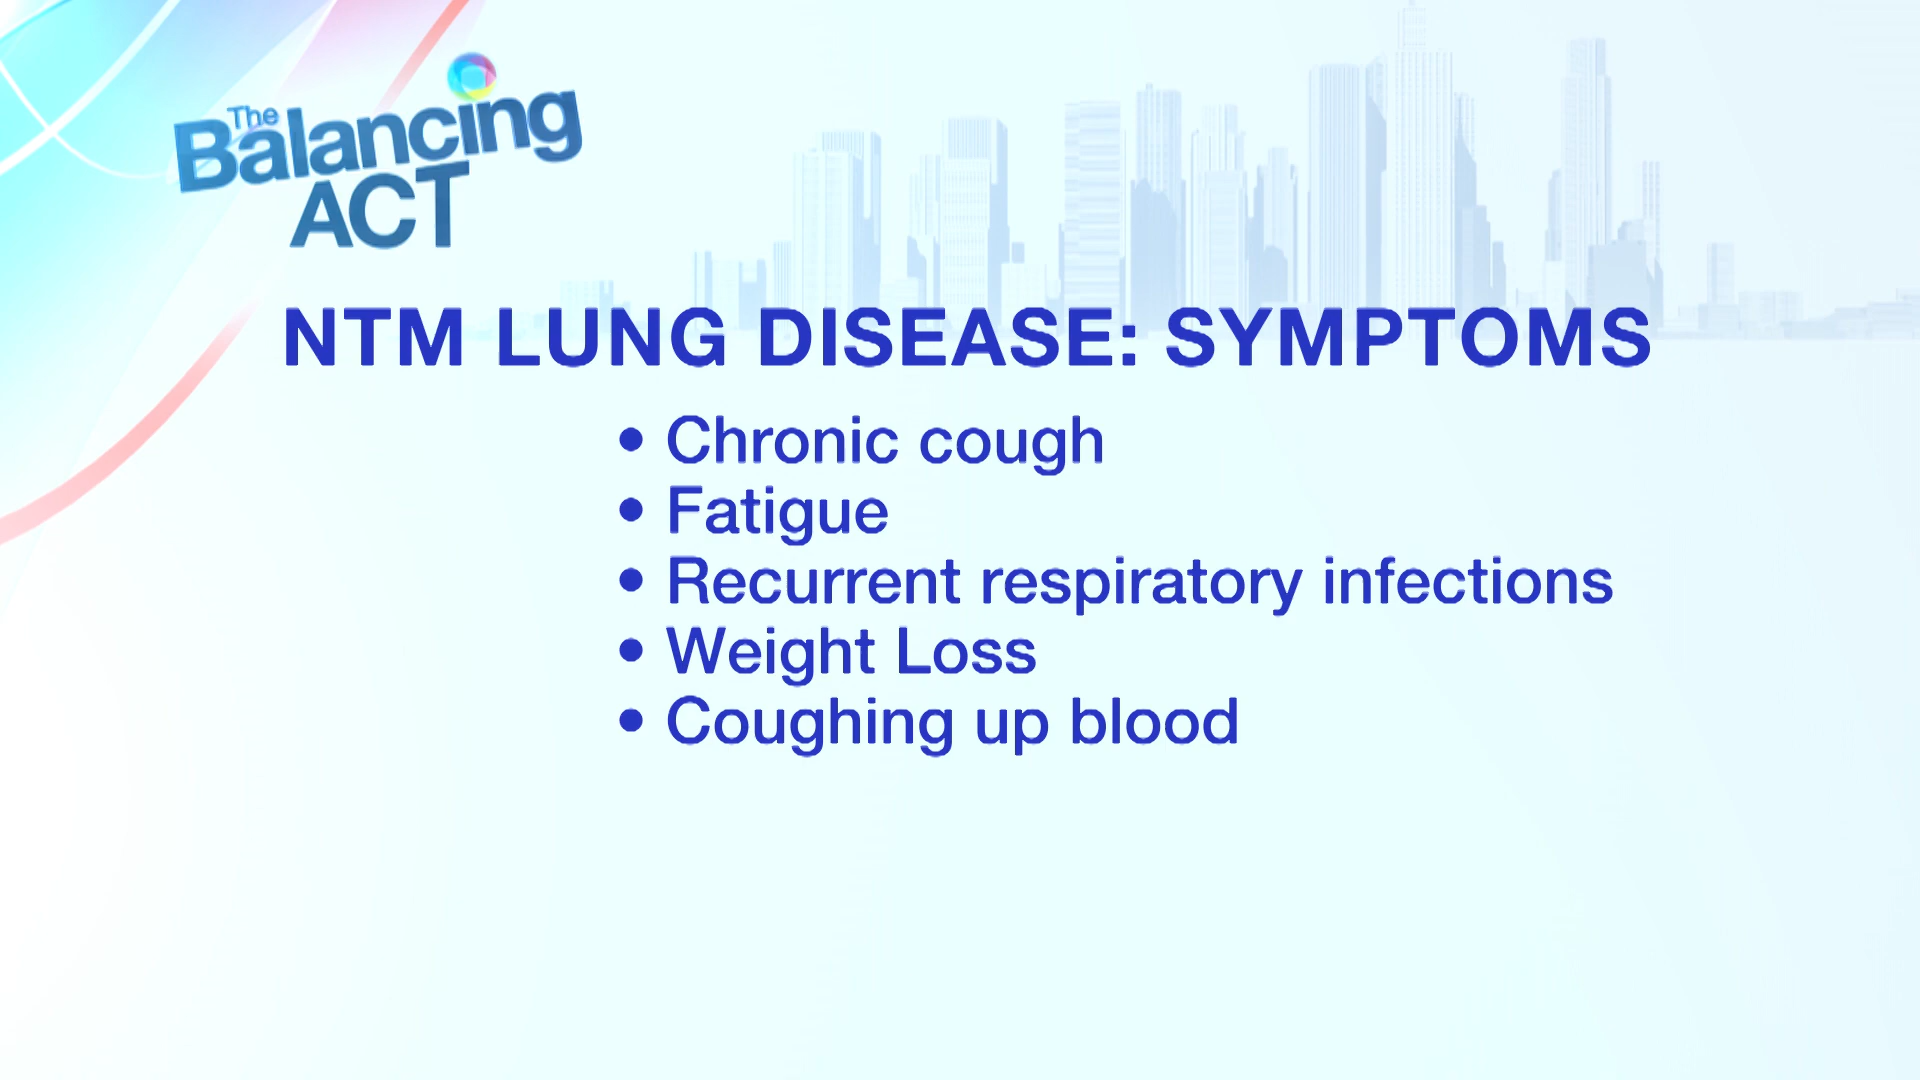 The
Balancing
ACT
NTM LUNG DISEASE: SYMPTOMS
• Chronic cough
• Fatigue
• Recurrent respiratory infections
• Weight Loss
• Coughing up blood